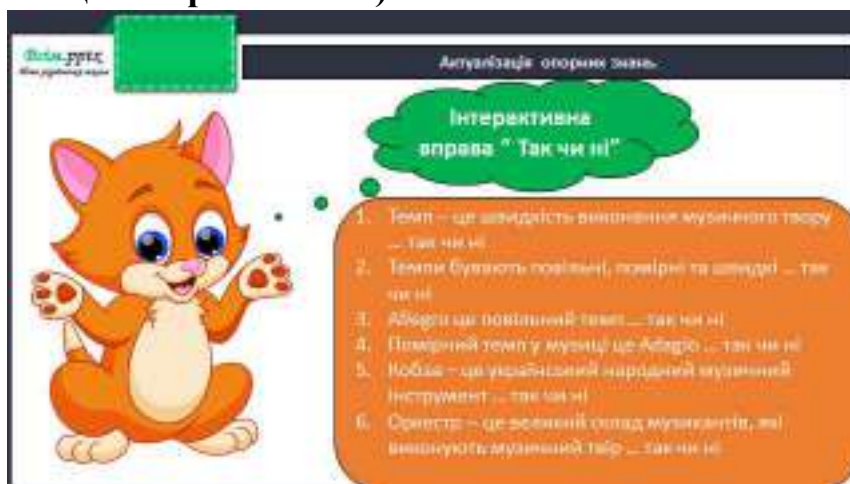 Всім.pptx
Актуалізація опорних знань.
Інтерактивна
вправа “ Так чи ні”
1. Темп – це швидкість виконання музичного твору
... так чи ні
2. Темпи бувають повільні, помірні та швидкі ... так
чи ні
3. Allegro це повільний темп ... так чи ні
4. Помірний темп у музиці це Adagio ... так чи ні
5. Кобза – це український народний музичний
інструмент ... так чи ні
6. Оркестр – це великий склад музикантів, які
виконують музичний твір ... так чи ні